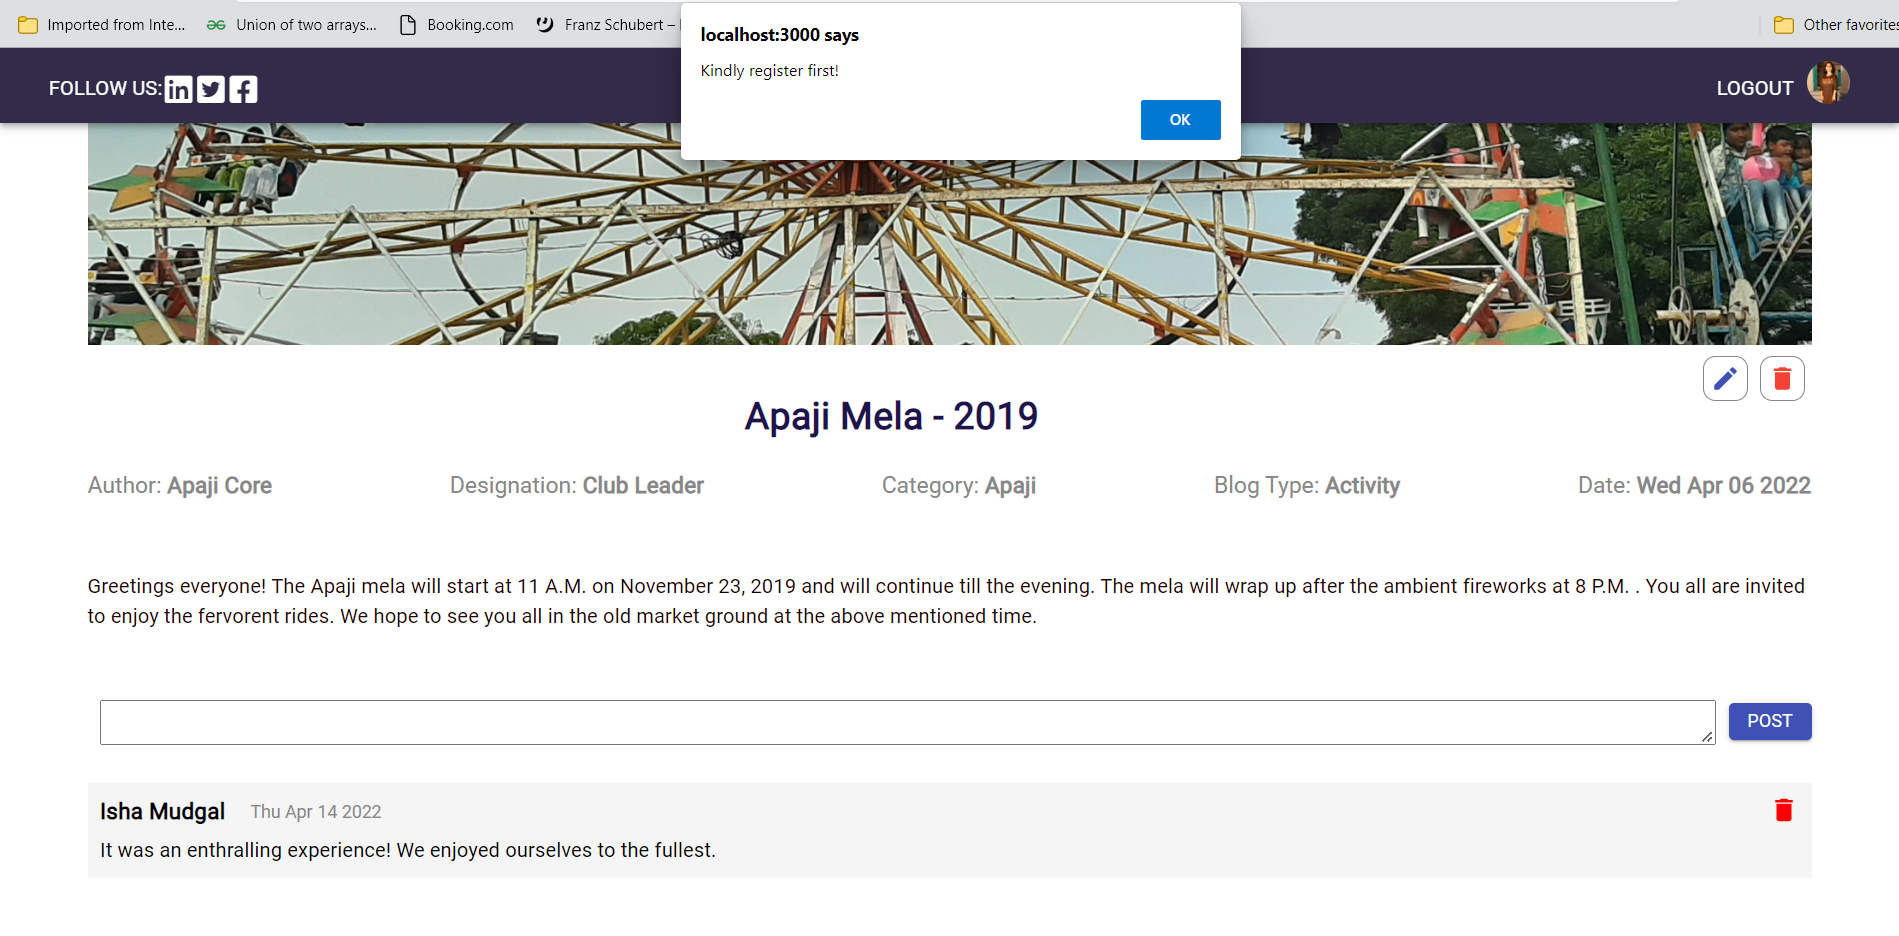 Imported from Inte... Union of two arrays... Booking.com Franz Schubert – Other favorites
localhost:3000 says
Kindly register first!
OK
FOLLOW US: LOGOUT
Apaji Mela - 2019
Author: Apaji Core Designation: Club Leader Category: Apaji Blog Type: Activity Date: Wed Apr 06 2022
Greetings everyone! The Apaji mela will start at 11 A.M. on November 23, 2019 and will continue till the evening. The mela will wrap up after the ambient fireworks at 8 P.M. . You all are invited
to enjoy the fervorent rides. We hope to see you all in the old market ground at the above mentioned time.
POST
Isha Mudgal Thu Apr 14 2022
It was an enthralling experience! We enjoyed ourselves to the fullest.